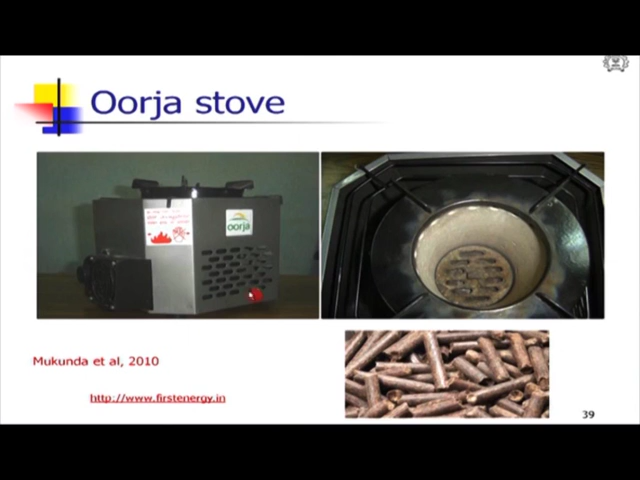 Oorja stove
oorja
Mukunda et al, 2010
http://www.firstenergy.in
39